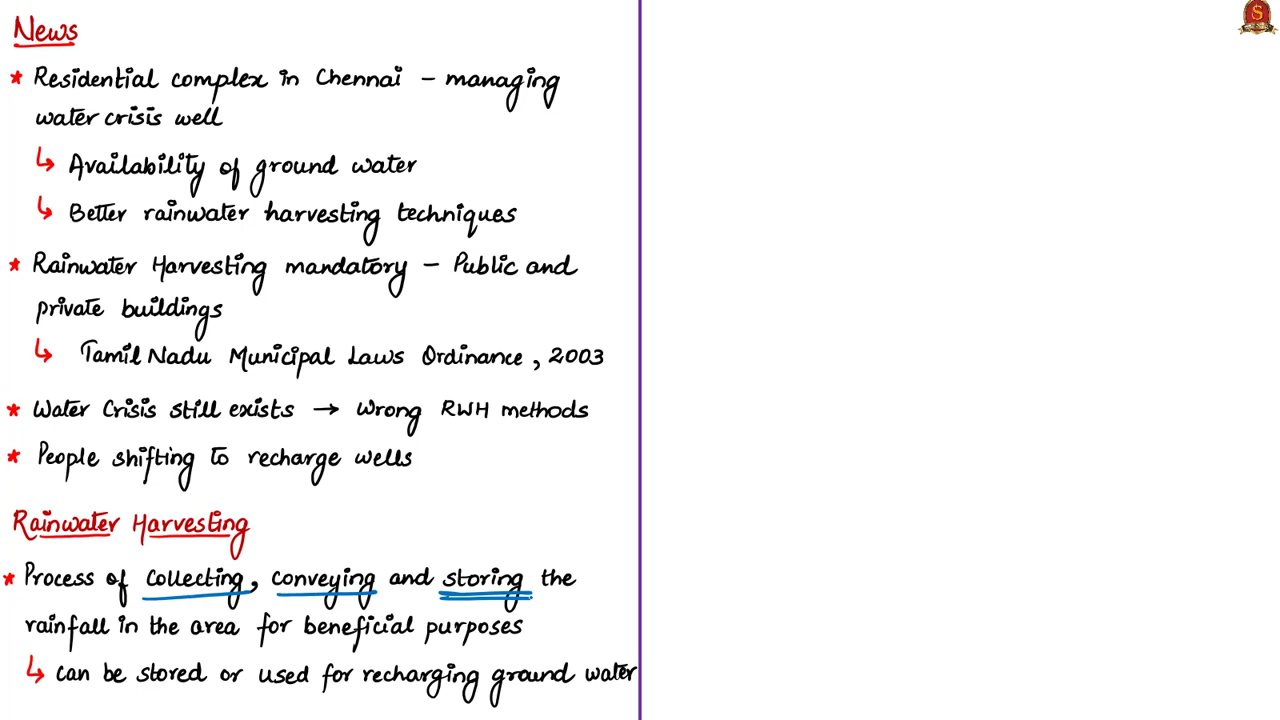 News
* Residential complex in Chennai – managing
water crisis well
↳ Availability of ground water
↳ Better rainwater harvesting techniques
* Rainwater Harvesting mandatory – Public and
private buildings
↳ Tamil Nadu Municipal Laws Ordinance, 2003
* Water Crisis still exists → Wrong RWH methods
* People shifting to recharge wells
Rainwater Harvesting
* Process of collecting, conveying and storing the
rainfall in the area for beneficial purposes
↳ can be stored or used for recharging ground water
S